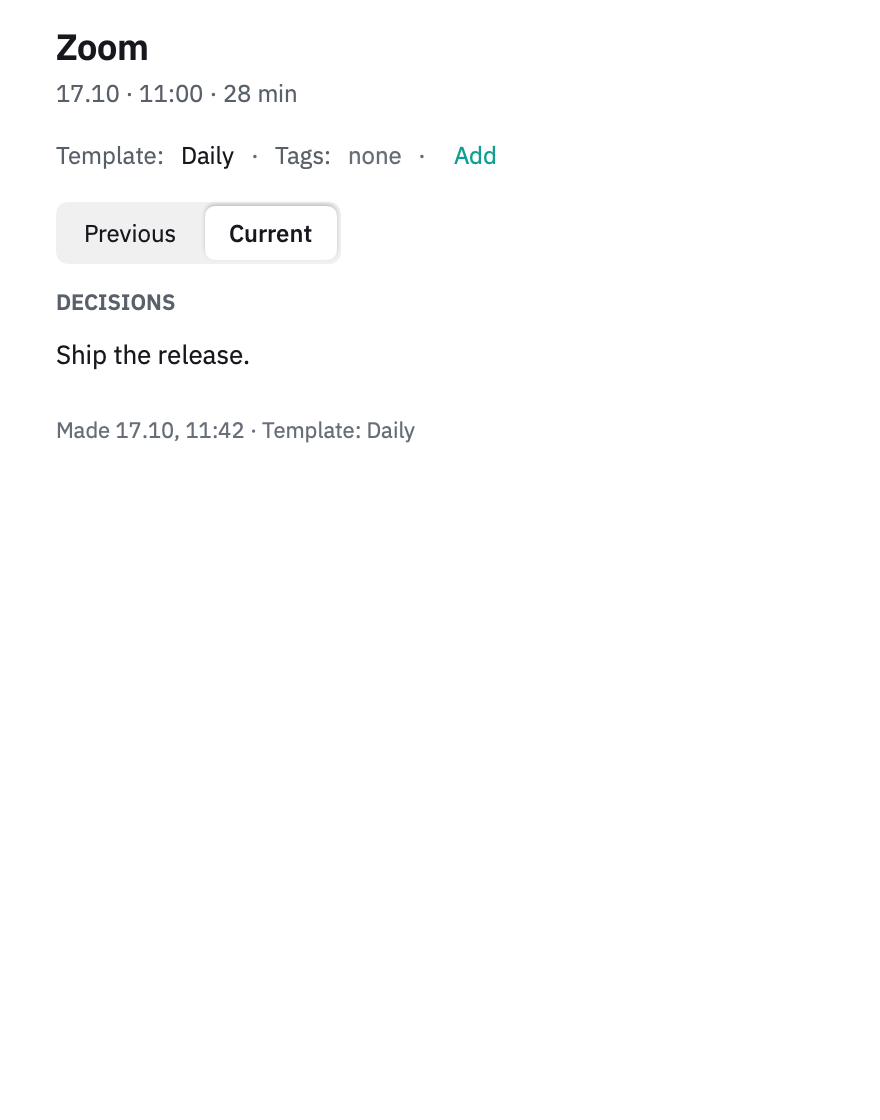 Zoom
17.10 · 11:00 · 28 min
Template: Daily · Tags: none · Add
Previous Current
DECISIONS
Ship the release.
Made 17.10, 11:42 · Template: Daily